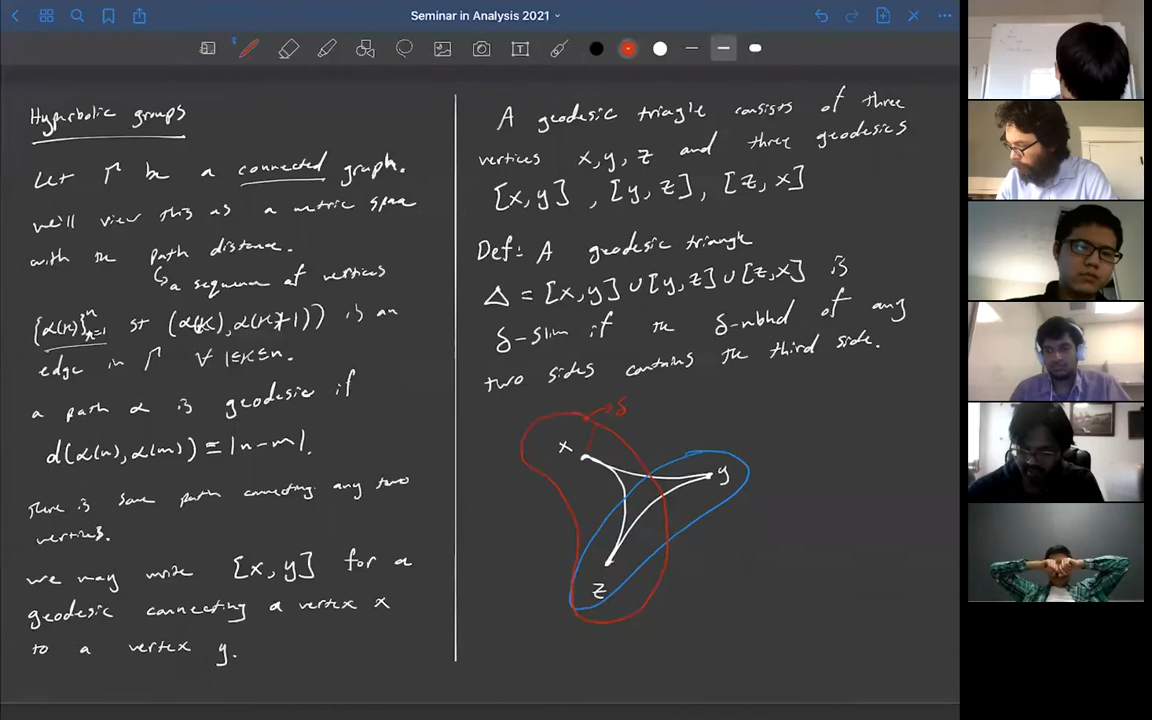 Seminar in Analysis 2021
Hyperbolic groups
Let Γ be a connected graph.
we'll view this as a metric space
with the path distance.
↳ a sequence of vertices
{α(k)}ⁿₖ₌₁ st (α(k), α(k+1)) is an
edge in Γ ∀ 1≤k≤n.
a path α is geodesic if
d(α(n), α(m)) = |n-m|.
there is some path connecting any two
vertices.
we may write [x,y] for a
geodesic connecting a vertex x
to a vertex y.
A geodesic triangle consists of three
vertices x, y, z and three geodesics
[x,y], [y,z], [z,x]
Def: A geodesic triangle
Δ = [x,y] ∪ [y,z] ∪ [z,x] is
δ-slim if the δ-nbhd of any
two sides contains the third side.
δ
x
y
z